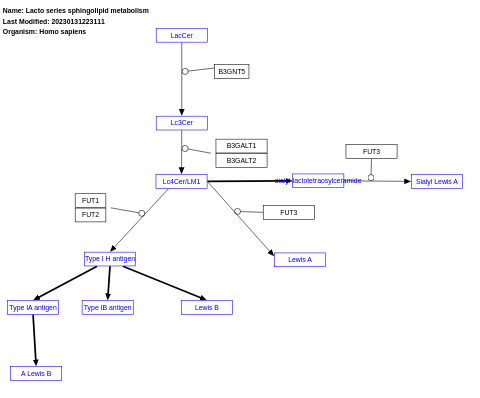 Name: Lacto series sphingolipid metabolism
Last Modified: 20230131223111
Organism: Homo sapiens
LacCer
B3GNT5
Lc3Cer
B3GALT1
B3GALT2
FUT3
Lc4Cer/LM1
sialyllactotetraosylceramide
Sialyl Lewis A
FUT1
FUT2
FUT3
Type I H antigen
Lewis A
Type IA antigen
Type IB antigen
Lewis B
A Lewis B